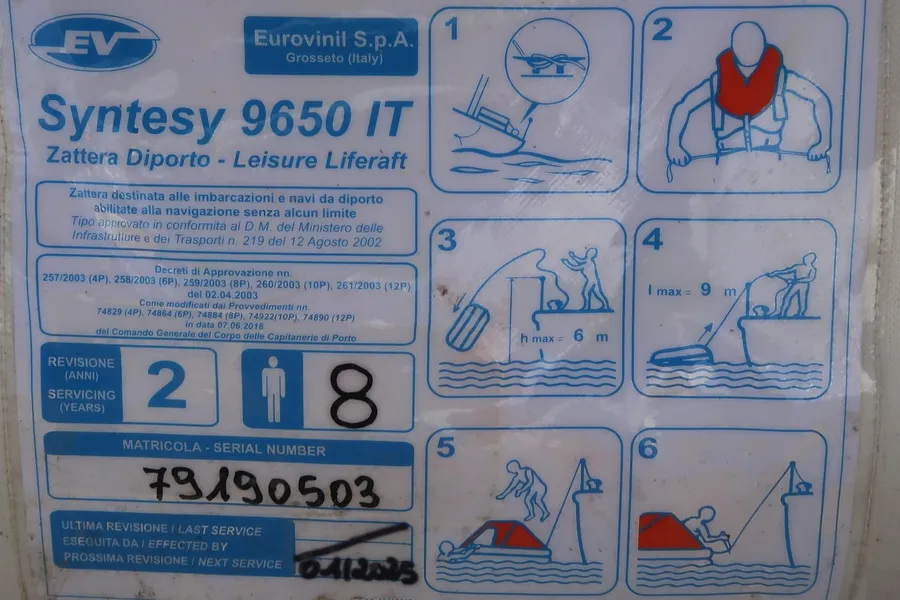 EV
Eurovinil S.p.A.
Grosseto (Italy)
Syntesy 9650 IT
Zattera Diporto - Leisure Liferaft
Zattera destinata alle imbarcazioni e navi da diporto
abilitate alla navigazione senza alcun limite
Tipo approvato in conformità al D.M. del Ministero delle
Infrastrutture e dei Trasporti n. 219 del 12 Agosto 2002
Decreti di Approvazione nn.
257/2003 (4P), 258/2003 (6P), 259/2003 (8P), 260/2003 (10P), 261/2003 (12P)
del 02.04.2003
Come modificati dai Provvedimenti nn.
74829 (4P), 74864 (6P), 74884 (8P), 74922(10P), 74890 (12P)
in data 07.06.2018
del Comando Generale del Corpo delle Capitanerie di Porto
REVISIONE
(ANNI)
SERVICING
(YEARS)
2
8
MATRICOLA - SERIAL NUMBER
79190503
ULTIMA REVISIONE / LAST SERVICE
ESEGUITA DA / EFFECTED BY
PROSSIMA REVISIONE / NEXT SERVICE
01/2025
1
2
3
h max = 6 m
4
l max = 9 m
5
6